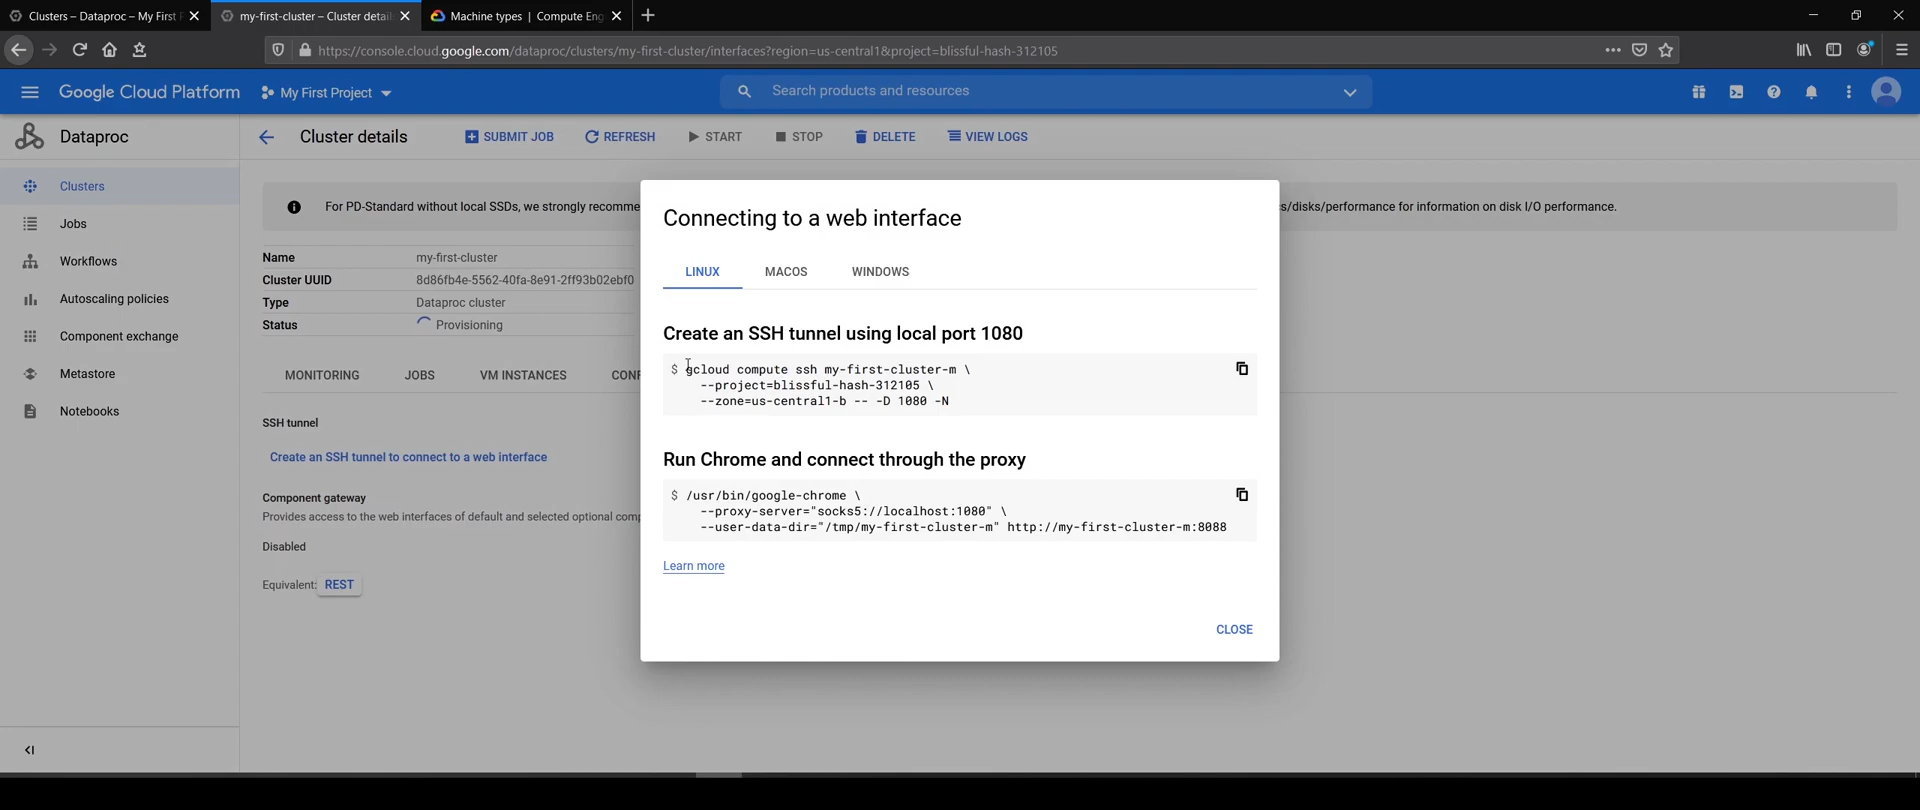 Clusters – Dataproc – My First P
my-first-cluster – Cluster detail
Machine types | Compute Eng
https://console.cloud.google.com/dataproc/clusters/my-first-cluster/interfaces?region=us-central1&project=blissful-hash-312105
Google Cloud Platform
My First Project
Search products and resources
Dataproc
Cluster details
SUBMIT JOB
REFRESH
START
STOP
DELETE
VIEW LOGS
Clusters
Jobs
Workflows
Autoscaling policies
Component exchange
Metastore
Notebooks
For PD-Standard without local SSDs, we strongly recomme
s/disks/performance for information on disk I/O performance.
Name my-first-cluster
Cluster UUID 8d86fb4e-5562-40fa-8e91-2ff93b02ebf0
Type Dataproc cluster
Status Provisioning
MONITORING JOBS VM INSTANCES CONF
SSH tunnel
Create an SSH tunnel to connect to a web interface
Component gateway
Provides access to the web interfaces of default and selected optional comp
Disabled
Equivalent: REST
Connecting to a web interface
LINUX MACOS WINDOWS
Create an SSH tunnel using local port 1080
$ gcloud compute ssh my-first-cluster-m \
--project=blissful-hash-312105 \
--zone=us-central1-b -- -D 1080 -N
Run Chrome and connect through the proxy
$ /usr/bin/google-chrome \
--proxy-server="socks5://localhost:1080" \
--user-data-dir="/tmp/my-first-cluster-m" http://my-first-cluster-m:8088
Learn more
CLOSE